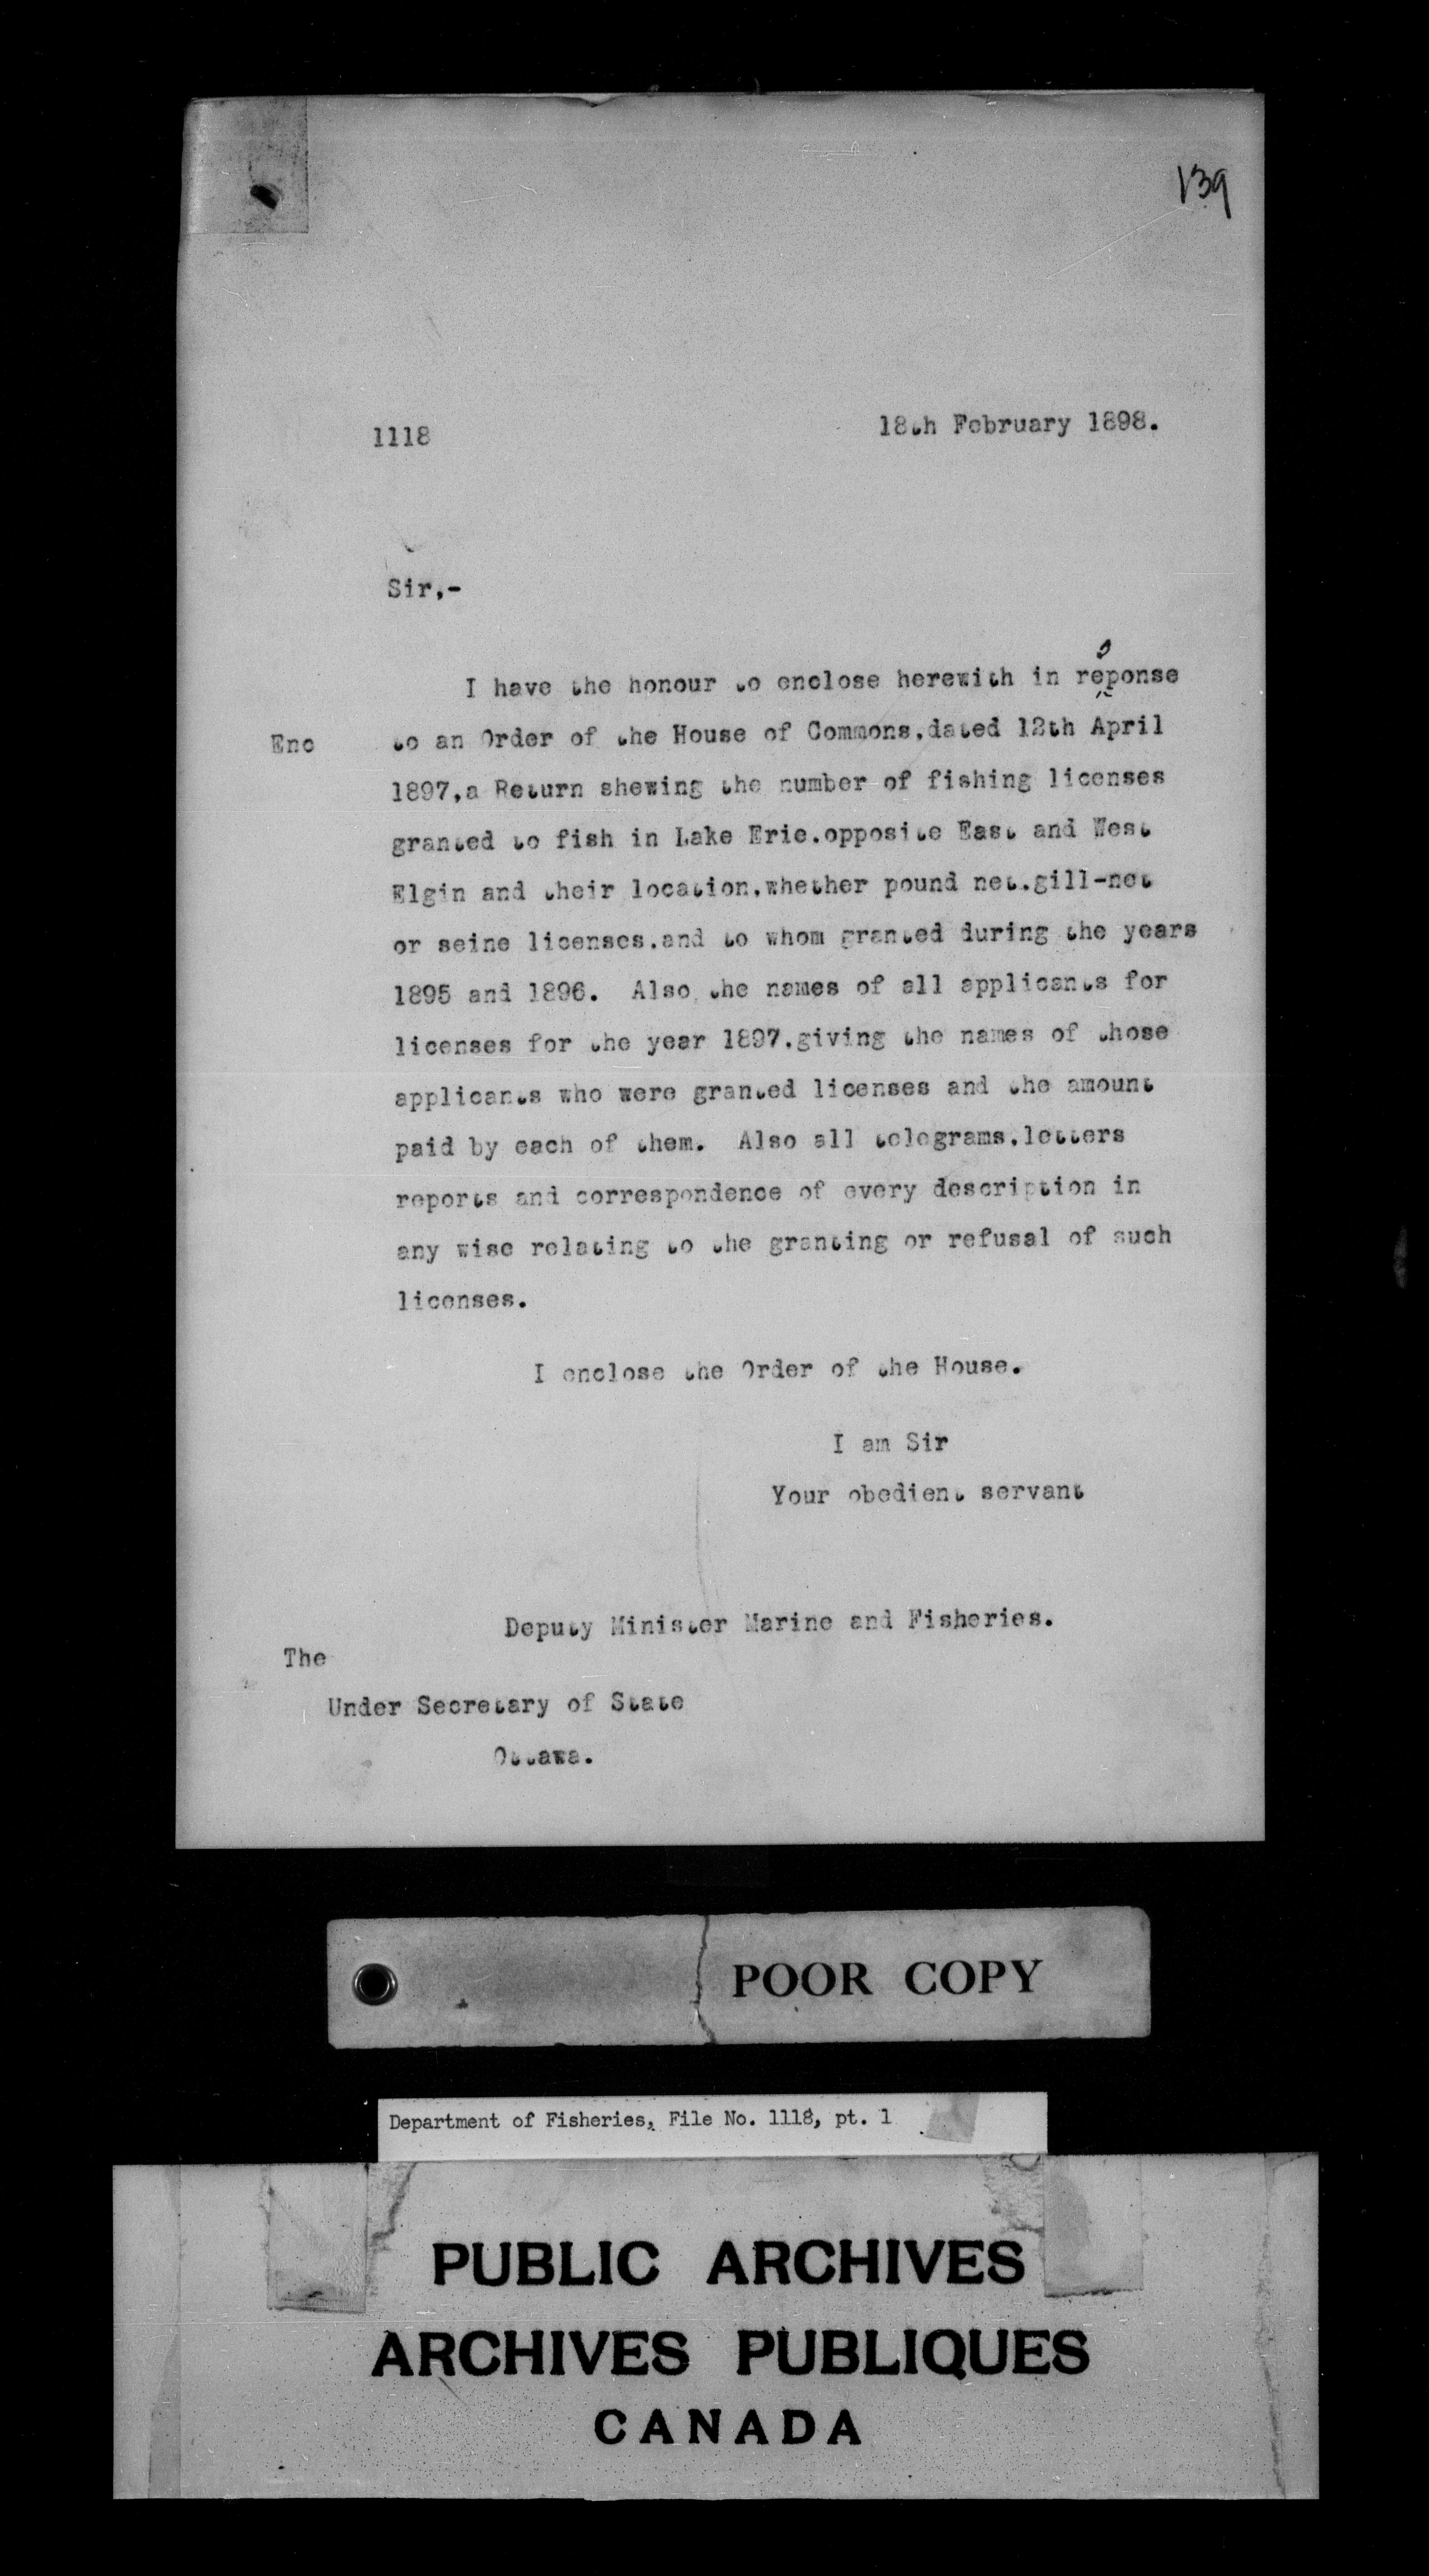 139
1118
18th February 1898.
Sir,-
s
I have the honour to enclose herewith in reponse
Enc
to an Order of the House of Commons,dated 12th April
1897,a Return shewing the number of fishing licenses
granted to fish in Lake Erie,opposite East and West
Elgin and their location,whether pound net,gill-net
or seine licenses,and to whom granted during the years
1895 and 1896. Also, the names of all applicants for
licenses for the year 1897,giving the names of those
applicants who were granted licenses and the amount
paid by each of them. Also all telegrams,letters
reports and correspondence of every description in
any wise relating to the granting or refusal of such
licenses.
I enclose the Order of the House.
I am Sir
Your obedient servant
Deputy Minister Marine and Fisheries.
The
Under Secretary of State
Ottawa.
POOR COPY
Department of Fisheries, File No. 1118, pt. 1
PUBLIC ARCHIVES
ARCHIVES PUBLIQUES
CANADA